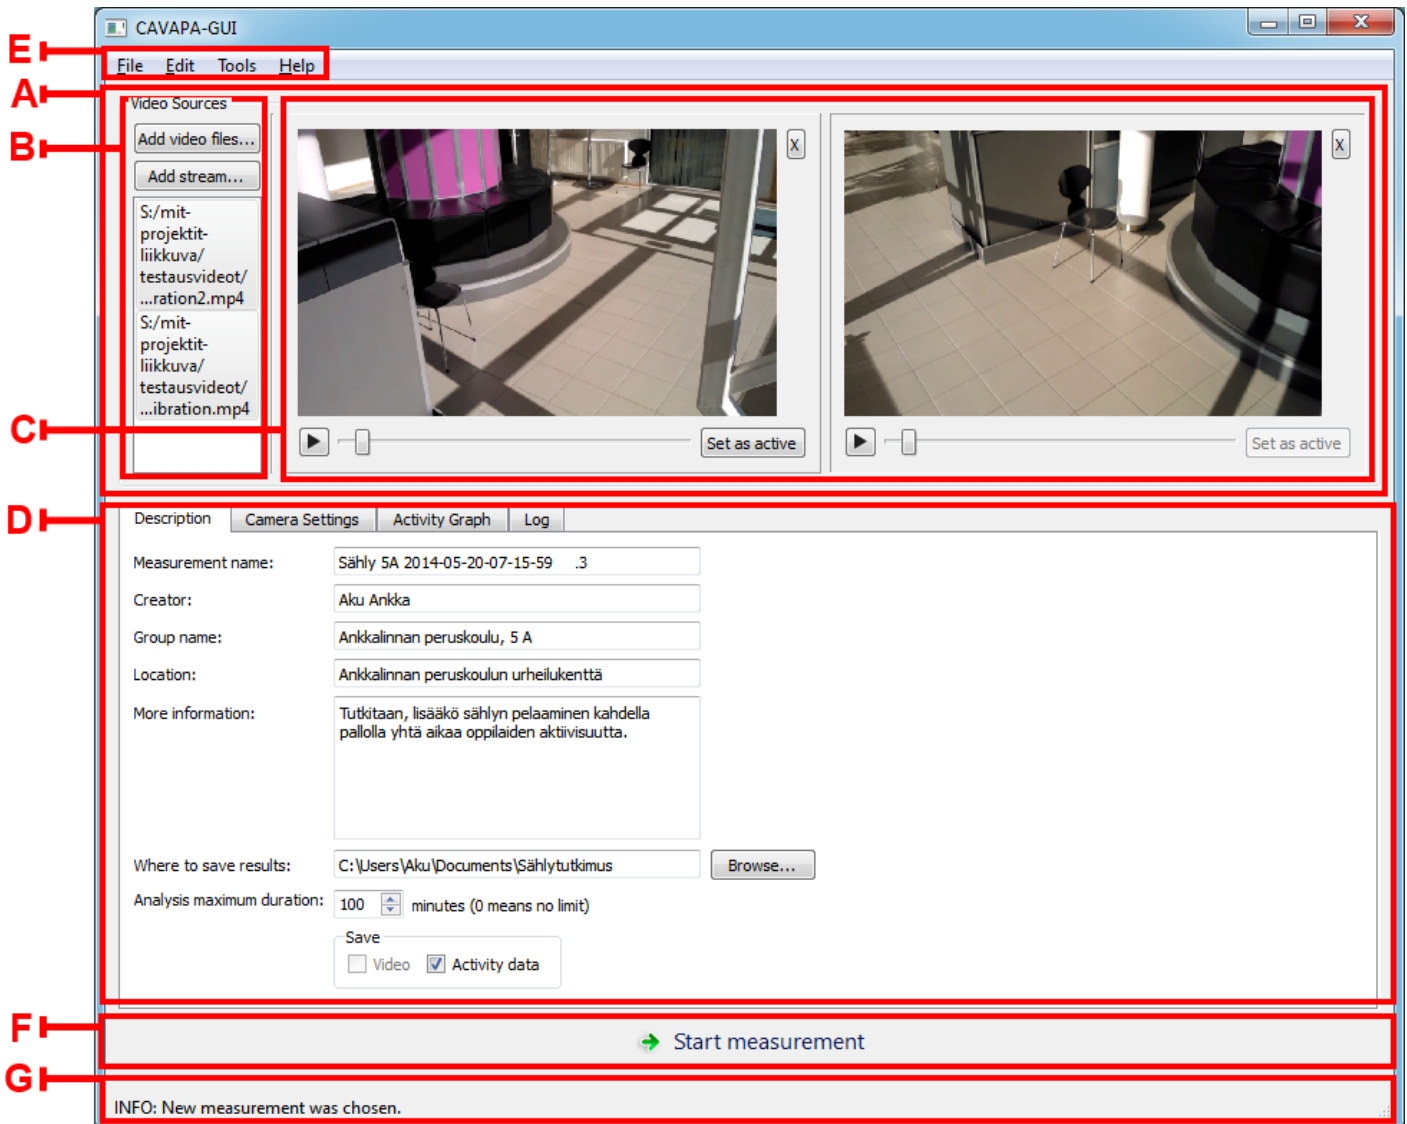 CAVAPA-GUI
E
File Edit Tools Help
A
Video Sources
B
Add video files...
Add stream...
S:/mit-
projektit-
liikkuva/
testausvideot/
...ration2.mp4
S:/mit-
projektit-
liikkuva/
testausvideot/
...ibration.mp4
X
X
C
Set as active
Set as active
D
Description Camera Settings Activity Graph Log
Measurement name: Sähly 5A 2014-05-20-07-15-59 .3
Creator: Aku Ankka
Group name: Ankkalinnan peruskoulu, 5 A
Location: Ankkalinnan peruskoulun urheilukenttä
More information: Tutkitaan, lisääkö sählyn pelaaminen kahdella
pallolla yhtä aikaa oppilaiden aktiivisuutta.
Where to save results: C:\Users\Aku\Documents\Sählytutkimus Browse...
Analysis maximum duration: 100 minutes (0 means no limit)
Save
Video Activity data
F
Start measurement
G
INFO: New measurement was chosen.